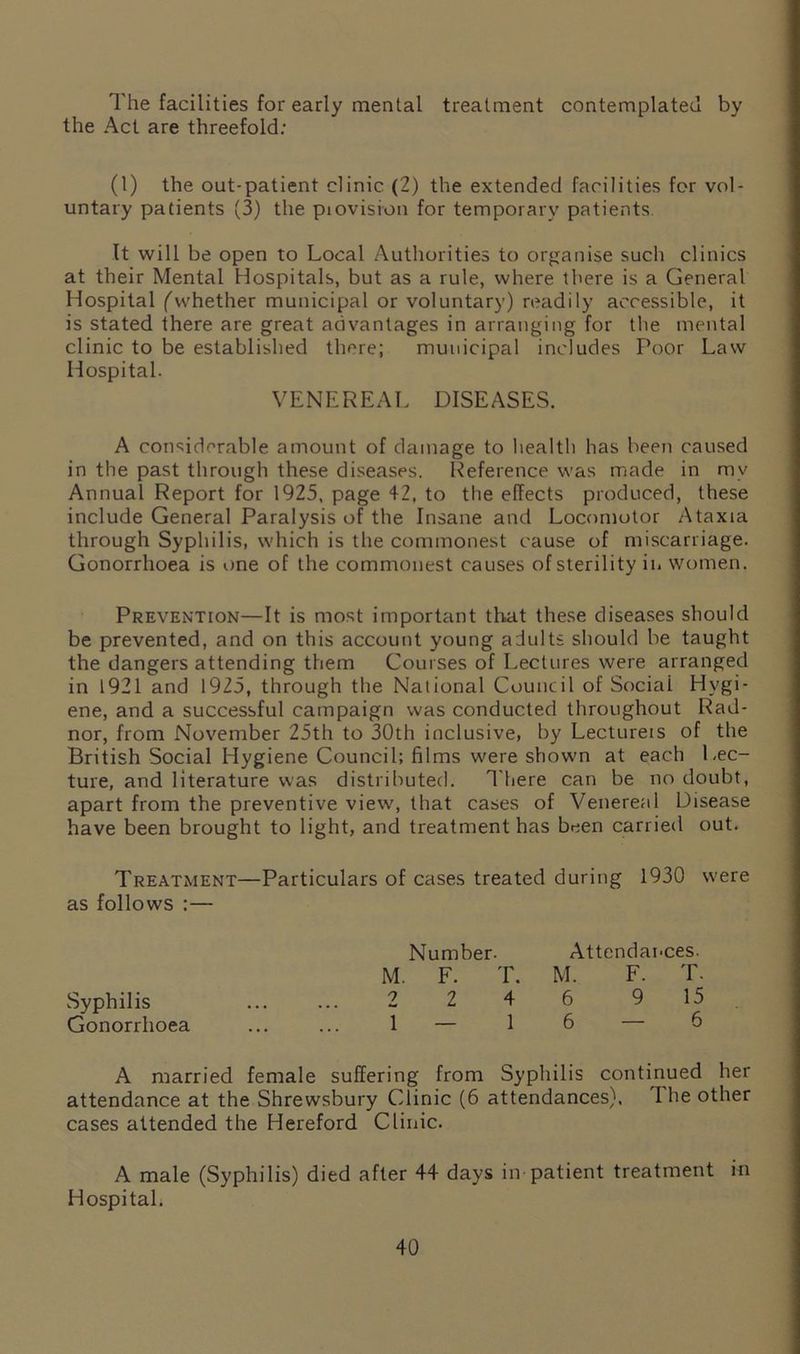 The facilities for early mental treatment contemplated by
the Act are threefold:
(1) the out-patient clinic (2) the extended facilities for vol-
untary patients (3) the provision for temporary patients.
It will be open to Local Authorities to organise such clinics
at their Mental Hospitals, but as a rule, where there is a General
Hospital (whether municipal or voluntary) readily accessible, it
is stated there are great advantages in arranging for the mental
clinic to be established there; municipal includes Poor Law
Hospital.
VENEREAL DISEASES.
A considerable amount of damage to health has been caused
in the past through these diseases. Reference was made in my
Annual Report for 1925, page 42, to the effects produced, these
include General Paralysis of the Insane and Locomotor Ataxia
through Syphilis, which is the commonest cause of miscarriage.
Gonorrhoea is one of the commonest causes of sterility in women.
PREVENTION—It is most important that these diseases should
be prevented, and on this account young adults should be taught
the dangers attending them Courses of Lectures were arranged
in 1921 and 1925, through the National Council of Social Hygi-
ene, and a successful campaign was conducted throughout Rad-
nor, from November 25th to 30th inclusive, by Lecturers of the
British Social Hygiene Council; films were shown at each Lec-
ture, and literature was distributed. There can be no doubt,
apart from the preventive view, that cases of Venereal Disease
have been brought to light, and treatment has been carried out.
TREATMENT—Particulars of cases treated during 1930 were
as follows :—
Number. Attendances.
M. F. T. M. F. T.
Syphilis ... ... 2 2 4 6 9 15
Gonorrhoea ... ... 1 — 1 6 — 6
A married female suffering from Syphilis continued her
attendance at the Shrewsbury Clinic (6 attendances). The other
cases attended the Hereford Clinic.
A male (Syphilis) died after 44 days in-patient treatment in
Hospital.
40